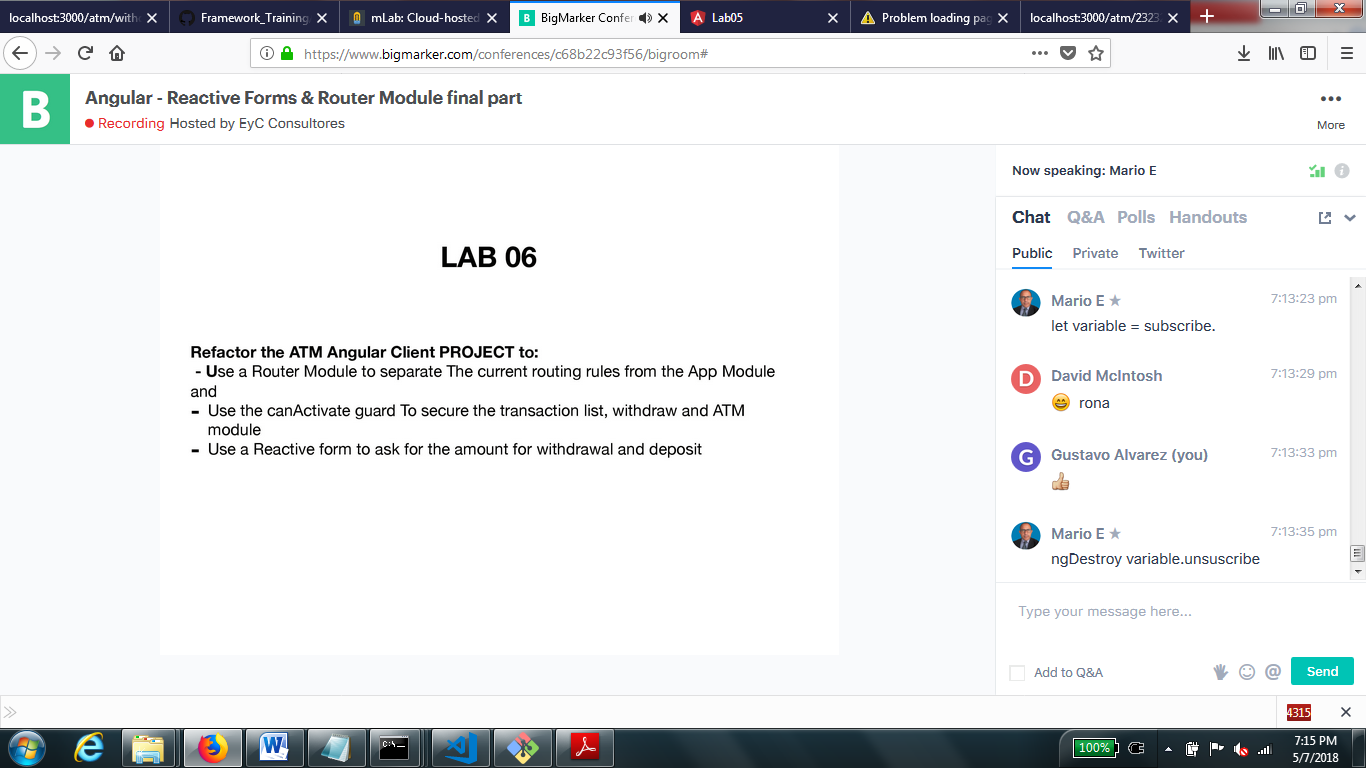 localhost:3000/atm/with
Framework_Training
mLab: Cloud-hosted
BigMarker Confer
Lab05
Problem loading pag
localhost:3000/atm/2323
https://www.bigmarker.com/conferences/c68b22c93f56/bigroom#
B
Angular - Reactive Forms & Router Module final part
Recording Hosted by EyC Consultores
More
LAB 06
Refactor the ATM Angular Client PROJECT to:
- Use a Router Module to separate The current routing rules from the App Module
and
- Use the canActivate guard To secure the transaction list, withdraw and ATM
module
- Use a Reactive form to ask for the amount for withdrawal and deposit
Now speaking: Mario E
Chat Q&A Polls Handouts
Public Private Twitter
Mario E ★ 7:13:23 pm
let variable = subscribe.
D David McIntosh 7:13:29 pm
😄 rona
G Gustavo Alvarez (you) 7:13:33 pm
👍
Mario E ★ 7:13:35 pm
ngDestroy variable.unsuscribe
Type your message here...
Add to Q&A
@
Send
4315
C:\_
W
100%
7:15 PM
5/7/2018